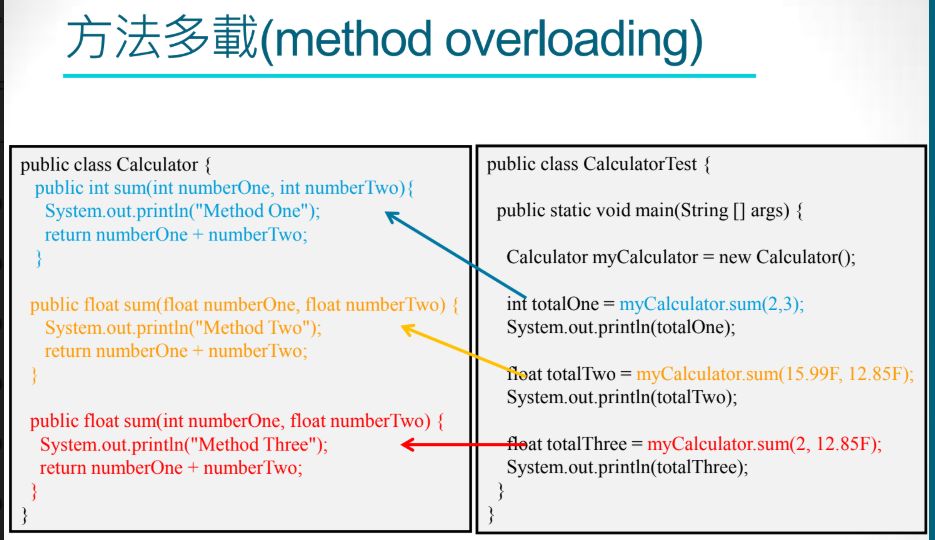 方法多載(method overloading)
public class Calculator {
public int sum(int numberOne, int numberTwo){
System.out.println("Method One");
return numberOne + numberTwo;
}
public float sum(float numberOne, float numberTwo) {
System.out.println("Method Two");
return numberOne + numberTwo;
}
public float sum(int numberOne, float numberTwo) {
System.out.println("Method Three");
return numberOne + numberTwo;
}
}
public class CalculatorTest {
public static void main(String [] args) {
Calculator myCalculator = new Calculator();
int totalOne = myCalculator.sum(2,3);
System.out.println(totalOne);
float totalTwo = myCalculator.sum(15.99F, 12.85F);
System.out.println(totalTwo);
float totalThree = myCalculator.sum(2, 12.85F);
System.out.println(totalThree);
}
}